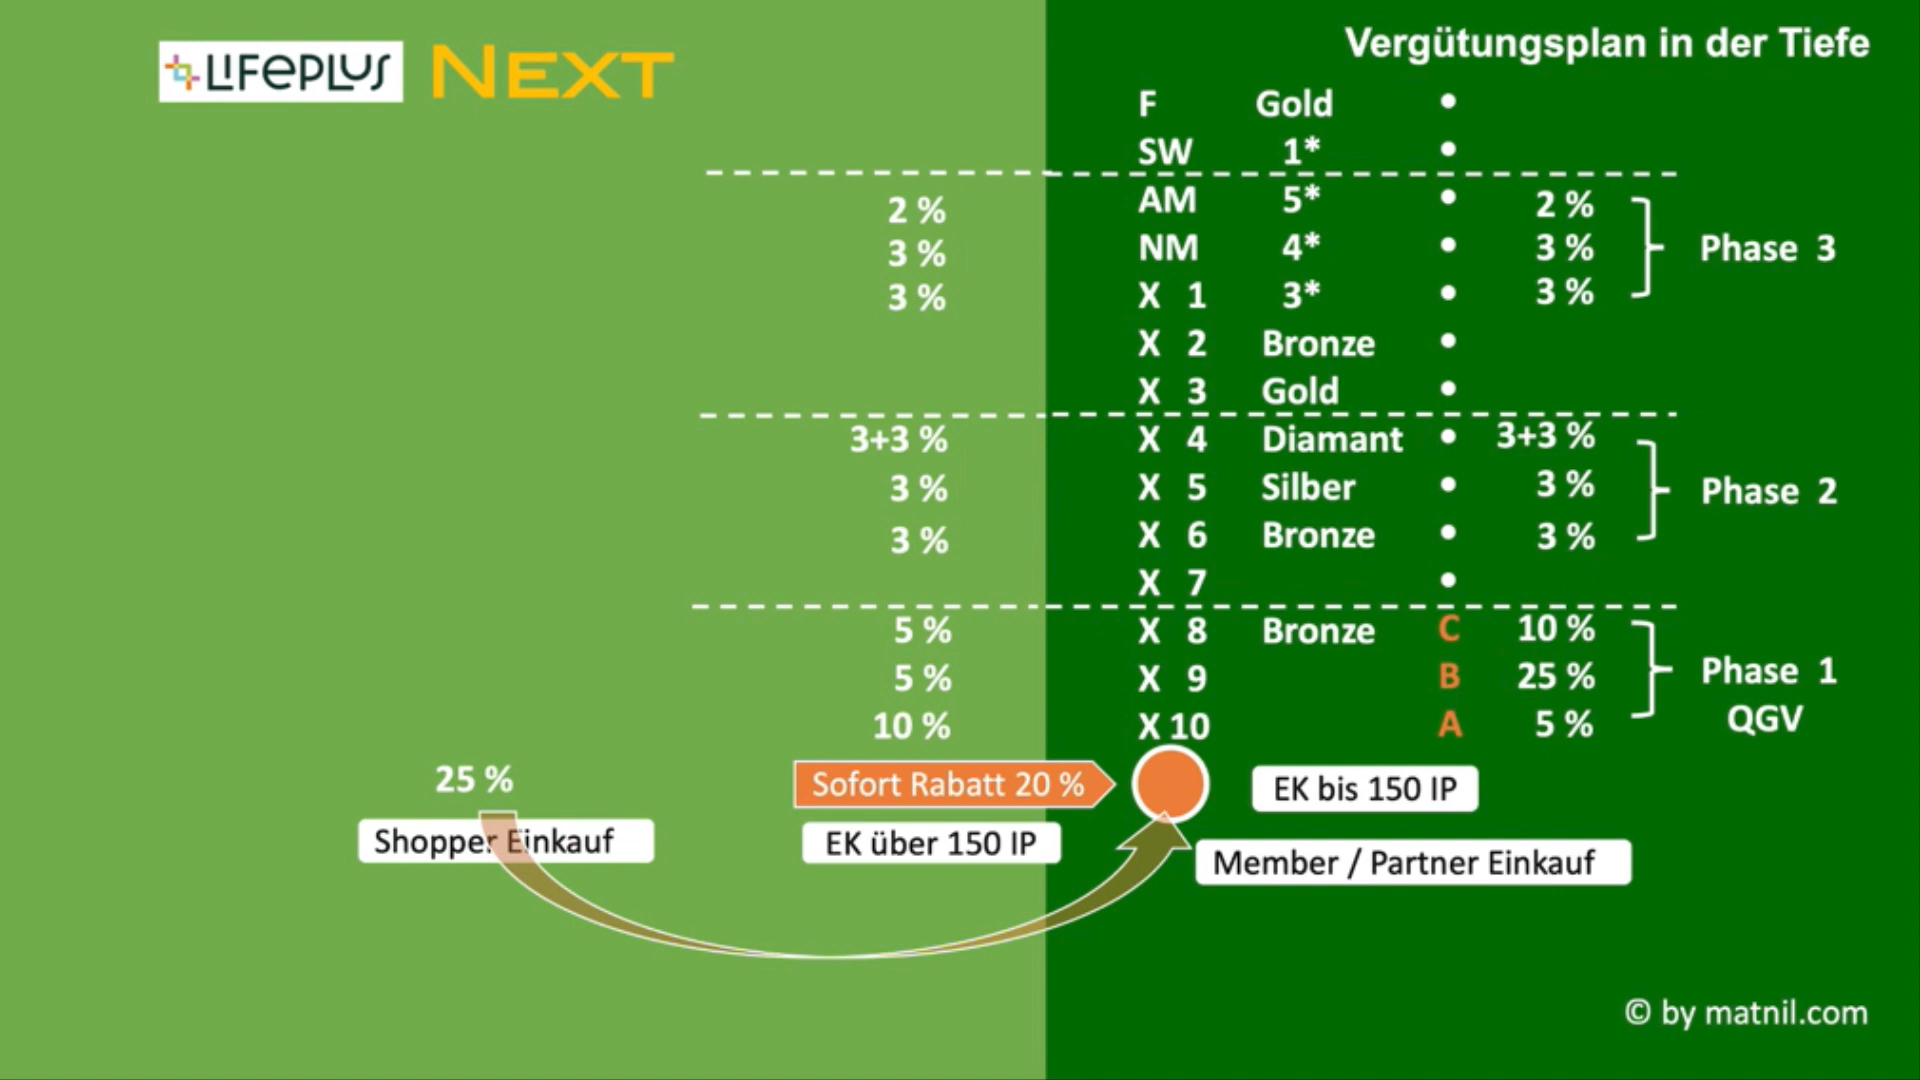 LIFEPLUS NEXT
Vergütungsplan in der Tiefe
F Gold •
SW 1* •
2 % AM 5* • 2 %
3 % NM 4* • 3 % Phase 3
3 % X 1 3* • 3 %
X 2 Bronze •
X 3 Gold •
3+3 % X 4 Diamant • 3+3 %
3 % X 5 Silber • 3 % Phase 2
3 % X 6 Bronze • 3 %
X 7 •
5 % X 8 Bronze C 10 %
5 % X 9 B 25 % Phase 1
10 % X 10 A 5 % QGV
25 % Sofort Rabatt 20 % EK bis 150 IP
Shopper Einkauf EK über 150 IP Member / Partner Einkauf
© by matnil.com